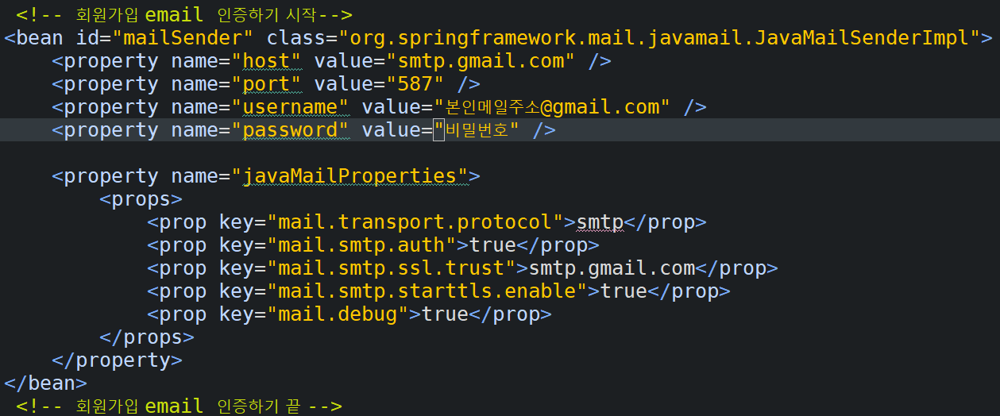 <!-- 회원가입 email 인증하기 시작-->
<bean id="mailSender" class="org.springframework.mail.javamail.JavaMailSenderImpl">
<property name="host" value="smtp.gmail.com" />
<property name="port" value="587" />
<property name="username" value="본인메일주소@gmail.com" />
<property name="password" value="비밀번호" />
<property name="javaMailProperties">
<props>
<prop key="mail.transport.protocol">smtp</prop>
<prop key="mail.smtp.auth">true</prop>
<prop key="mail.smtp.ssl.trust">smtp.gmail.com</prop>
<prop key="mail.smtp.starttls.enable">true</prop>
<prop key="mail.debug">true</prop>
</props>
</property>
</bean>
<!-- 회원가입 email 인증하기 끝 -->